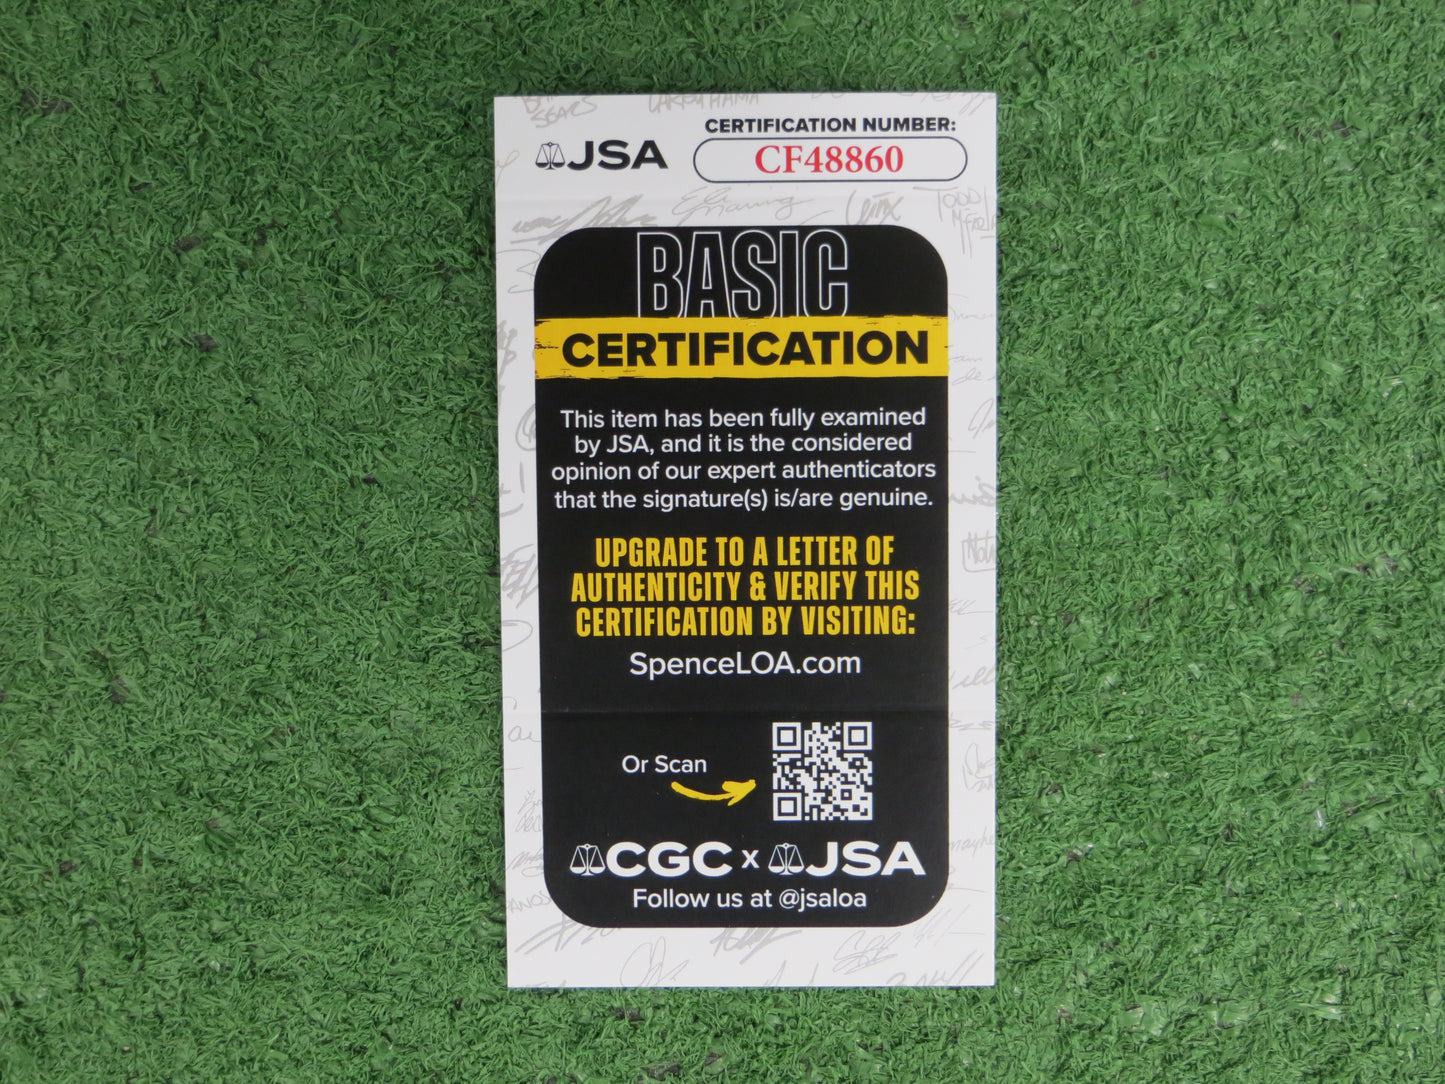 JSA
CERTIFICATION NUMBER:
CF48860
BASIC
CERTIFICATION
This item has been fully examined
by JSA, and it is the considered
opinion of our expert authenticators
that the signature(s) is/are genuine.
UPGRADE TO A LETTER OF
AUTHENTICITY & VERIFY THIS
CERTIFICATION BY VISITING:
SpenceLOA.com
Or Scan
CGC x JSA
Follow us at @jsaloa